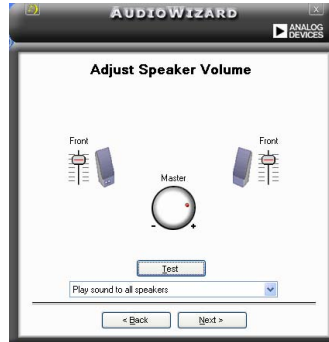 AUDIOWIZARD
X
ANALOG
DEVICES
Adjust Speaker Volume
Front
Front
Master
- +
Test
Play sound to all speakers
< Back Next >